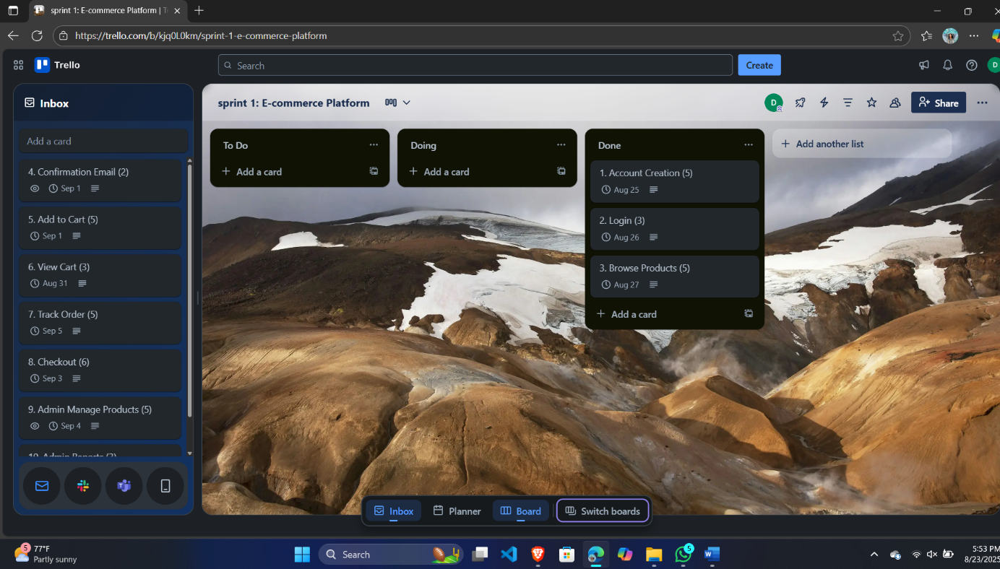 sprint 1: E-commerce Platform | T
https://trello.com/b/kjq0L0km/sprint-1-e-commerce-platform
Trello
Search
Create
D
Inbox
Add a card
4. Confirmation Email (2)
Sep 1
5. Add to Cart (5)
Sep 1
6. View Cart (3)
Aug 31
7. Track Order (5)
Sep 5
8. Checkout (6)
Sep 3
9. Admin Manage Products (5)
Sep 4
10. Admin Reports (3)
sprint 1: E-commerce Platform
D
Share
To Do
Add a card
Doing
Add a card
Done
1. Account Creation (5)
Aug 25
2. Login (3)
Aug 26
3. Browse Products (5)
Aug 27
Add a card
Add another list
Inbox
Planner
Board
Switch boards
5
77°F
Partly sunny
Search
5
5:53 PM
8/23/2025